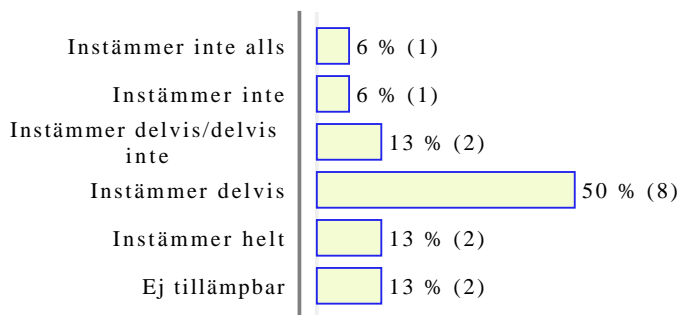 Instämmer inte alls 6 % (1)
Instämmer inte 6 % (1)
Instämmer delvis/delvis
inte 13 % (2)
Instämmer delvis 50 % (8)
Instämmer helt 13 % (2)
Ej tillämpbar 13 % (2)